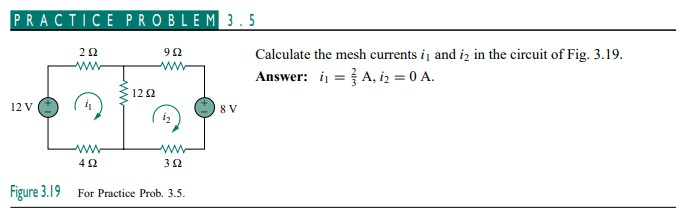 PRACTICE PROBLEM 3.5
2 Ω 9 Ω
12 Ω
12 V + − i1 i2 + − 8 V
4 Ω 3 Ω
Calculate the mesh currents i1 and i2 in the circuit of Fig. 3.19.
Answer: i1 = 2/3 A, i2 = 0 A.
Figure 3.19 For Practice Prob. 3.5.